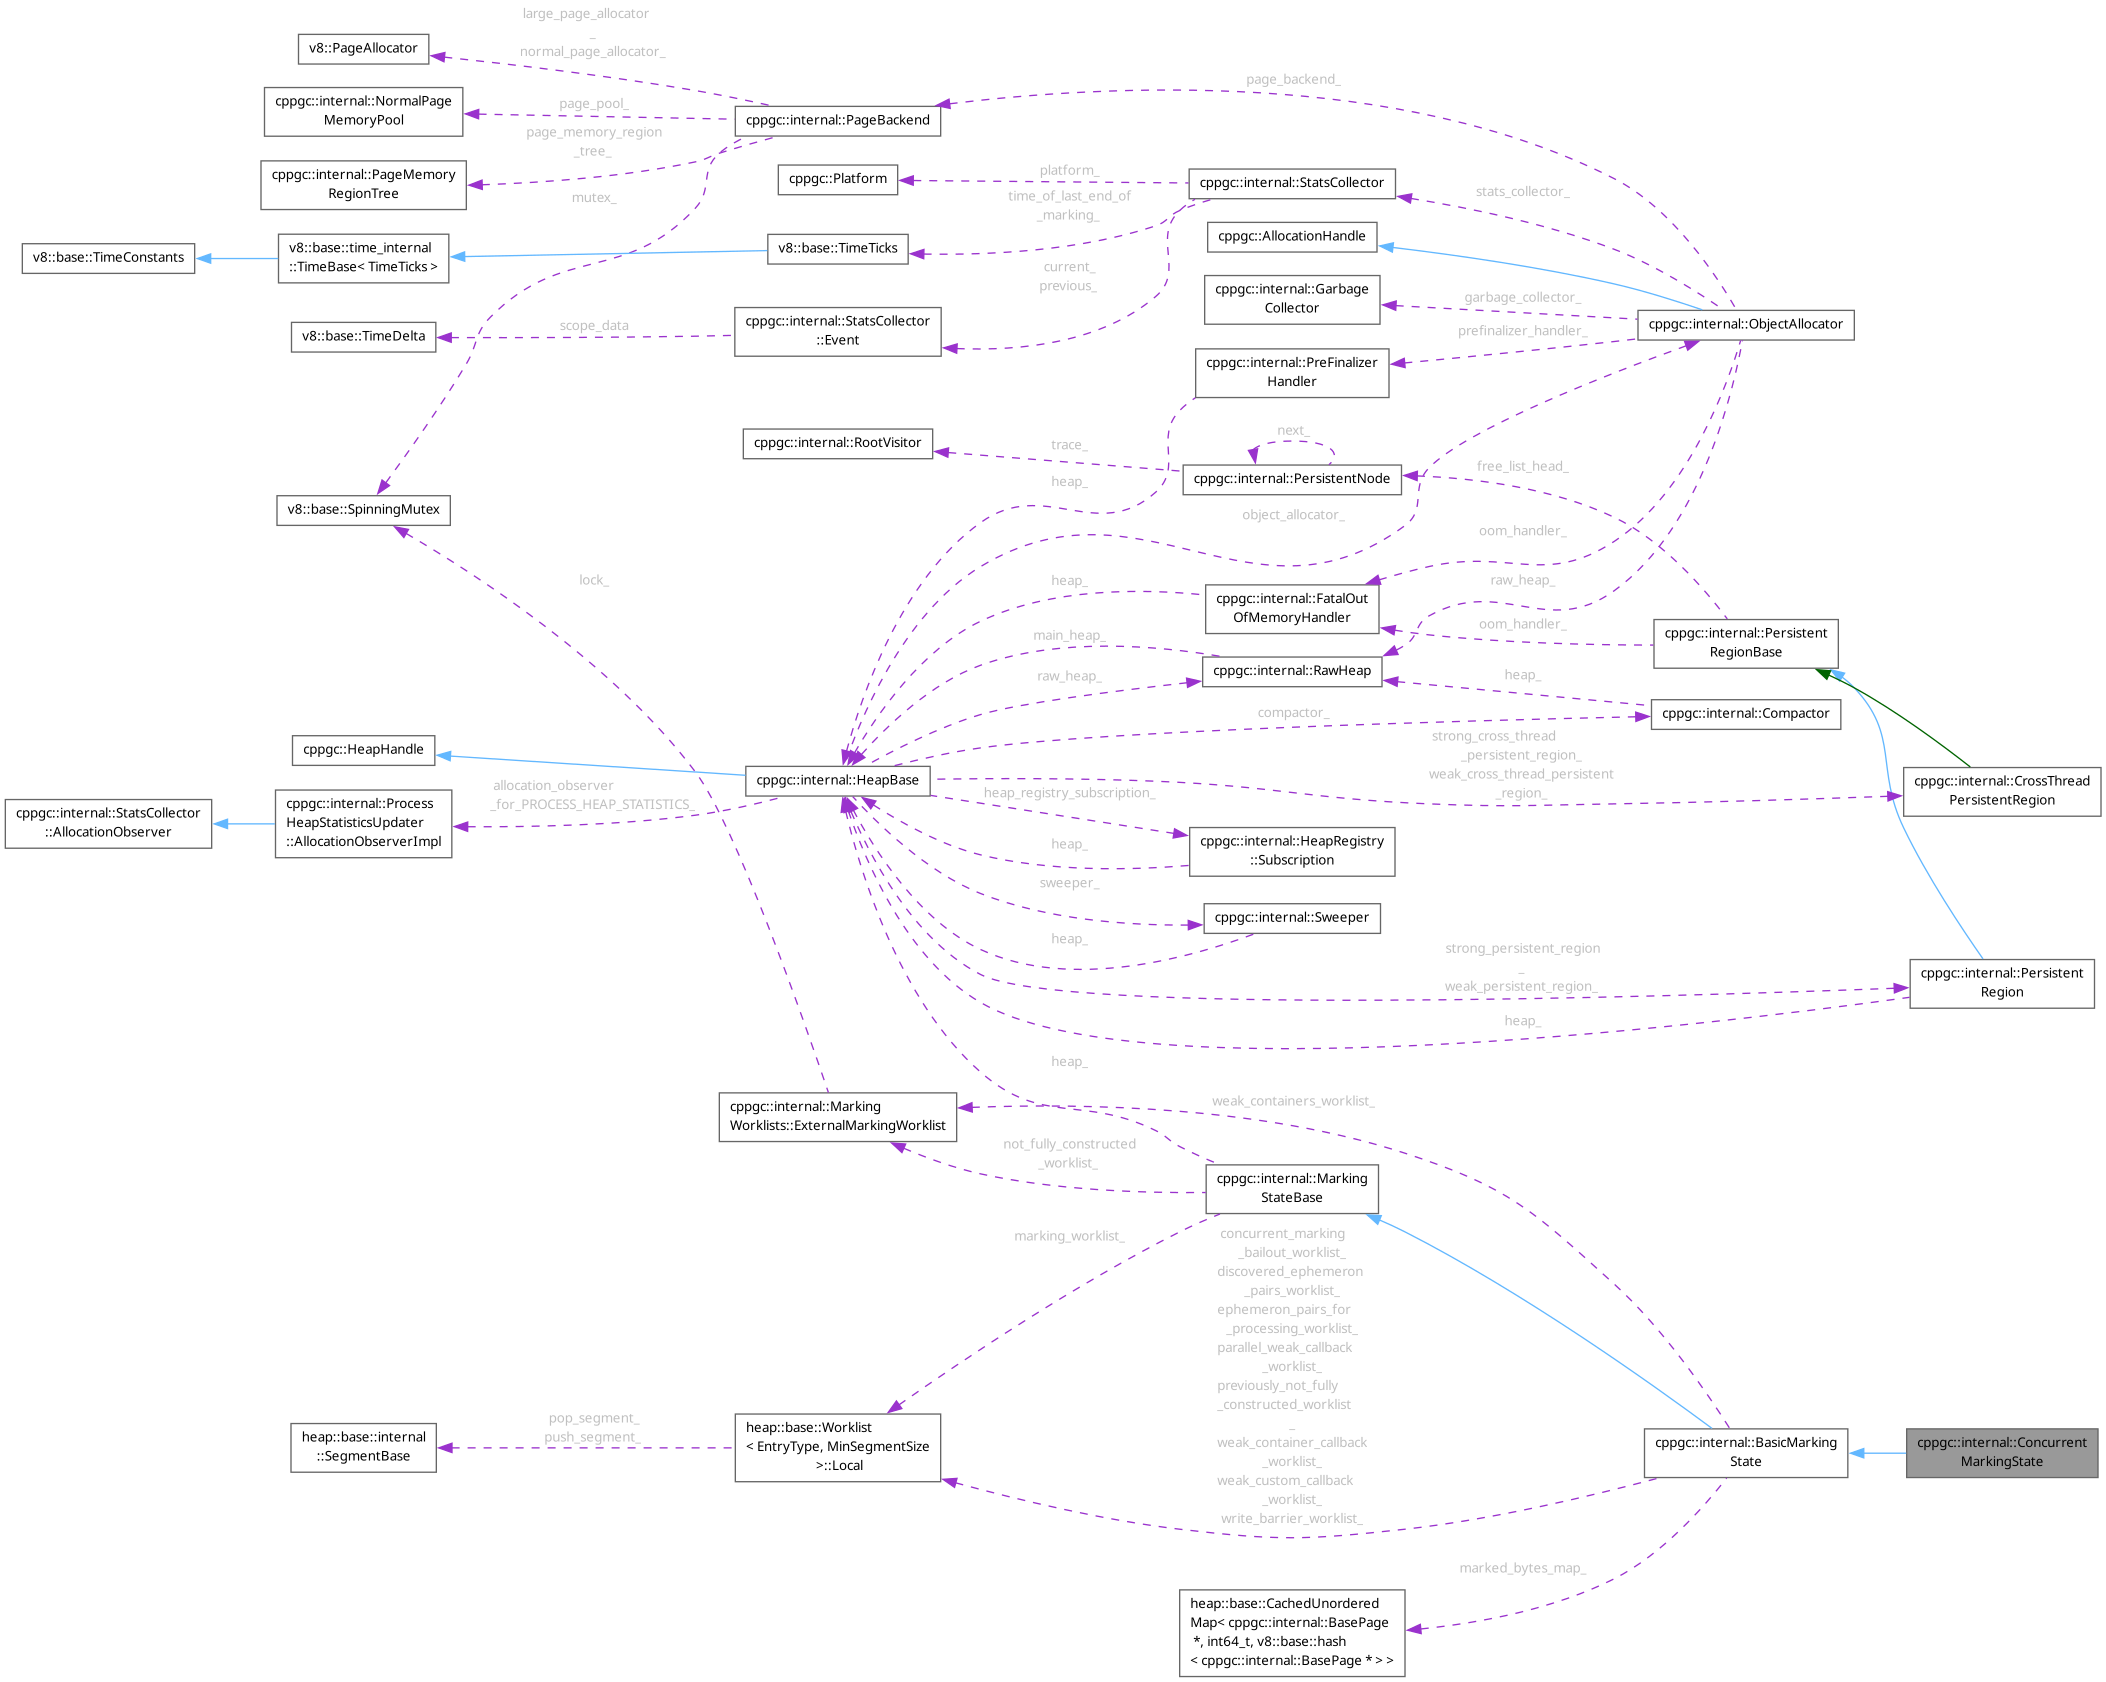 large_page_allocator
_
normal_page_allocator_
v8::PageAllocator
page_backend_
cppgc::internal::NormalPage
MemoryPool
page_pool_
cppgc::internal::PageBackend
page_memory_region
_tree_
cppgc::internal::PageMemory
RegionTree
mutex_
cppgc::Platform
platform_
cppgc::internal::StatsCollector
stats_collector_
time_of_last_end_of
_marking_
cppgc::AllocationHandle
v8::base::TimeConstants
v8::base::time_internal
::TimeBase< TimeTicks >
v8::base::TimeTicks
current_
previous_
cppgc::internal::Garbage
Collector
garbage_collector_
cppgc::internal::ObjectAllocator
v8::base::TimeDelta
scope_data
cppgc::internal::StatsCollector
::Event
prefinalizer_handler_
cppgc::internal::PreFinalizer
Handler
cppgc::internal::RootVisitor
trace_
next_
cppgc::internal::PersistentNode
free_list_head_
heap_
v8::base::SpinningMutex
object_allocator_
oom_handler_
lock_
heap_
cppgc::internal::FatalOut
OfMemoryHandler
raw_heap_
oom_handler_
cppgc::internal::Persistent
RegionBase
main_heap_
cppgc::internal::RawHeap
raw_heap_
heap_
compactor_
cppgc::internal::Compactor
cppgc::HeapHandle
strong_cross_thread
_persistent_region_
weak_cross_thread_persistent
_region_
cppgc::internal::HeapBase
cppgc::internal::CrossThread
PersistentRegion
allocation_observer
_for_PROCESS_HEAP_STATISTICS_
heap_registry_subscription_
cppgc::internal::StatsCollector
::AllocationObserver
cppgc::internal::Process
HeapStatisticsUpdater
::AllocationObserverImpl
heap_
cppgc::internal::HeapRegistry
::Subscription
sweeper_
cppgc::internal::Sweeper
heap_
strong_persistent_region
_
weak_persistent_region_
cppgc::internal::Persistent
Region
heap_
heap_
cppgc::internal::Marking
Worklists::ExternalMarkingWorklist
weak_containers_worklist_
not_fully_constructed
_worklist_
cppgc::internal::Marking
StateBase
marking_worklist_
concurrent_marking
_bailout_worklist_
discovered_ephemeron
_pairs_worklist_
ephemeron_pairs_for
_processing_worklist_
parallel_weak_callback
_worklist_
previously_not_fully
_constructed_worklist
_
weak_container_callback
_worklist_
weak_custom_callback
_worklist_
write_barrier_worklist_
heap::base::internal
::SegmentBase
pop_segment_
push_segment_
heap::base::Worklist
< EntryType, MinSegmentSize
>::Local
cppgc::internal::BasicMarking
State
cppgc::internal::Concurrent
MarkingState
marked_bytes_map_
heap::base::CachedUnordered
Map< cppgc::internal::BasePage
*, int64_t, v8::base::hash
< cppgc::internal::BasePage * > >